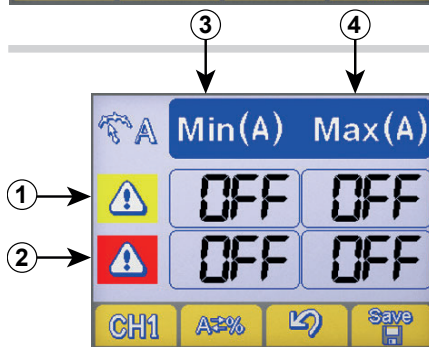 3 4
A Min(A) Max(A)
1 OFF OFF
2 OFF OFF
CH1 A⇄% Save